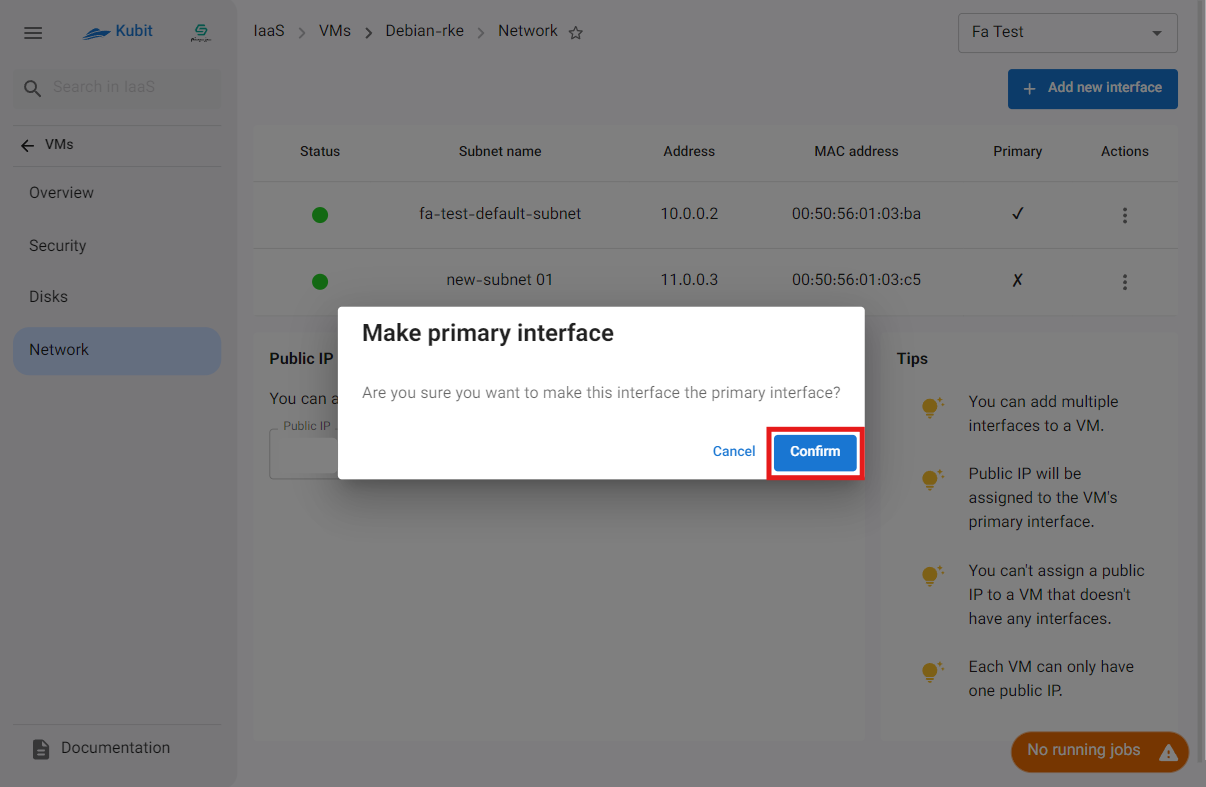 Kubit
IaaS > VMs > Debian-rke > Network
Fa Test
Search in IaaS
Add new interface
VMs
Overview
Security
Disks
Network
Status Subnet name Address MAC address Primary Actions
fa-test-default-subnet 10.0.0.2 00:50:56:01:03:ba ✓
new-subnet 01 11.0.0.3 00:50:56:01:03:c5 ✗
Make primary interface
Are you sure you want to make this interface the primary interface?
Cancel Confirm
Public IP
You can a
Public IP
Tips
You can add multiple
interfaces to a VM.
Public IP will be
assigned to the VM's
primary interface.
You can't assign a public
IP to a VM that doesn't
have any interfaces.
Each VM can only have
one public IP.
Documentation
No running jobs